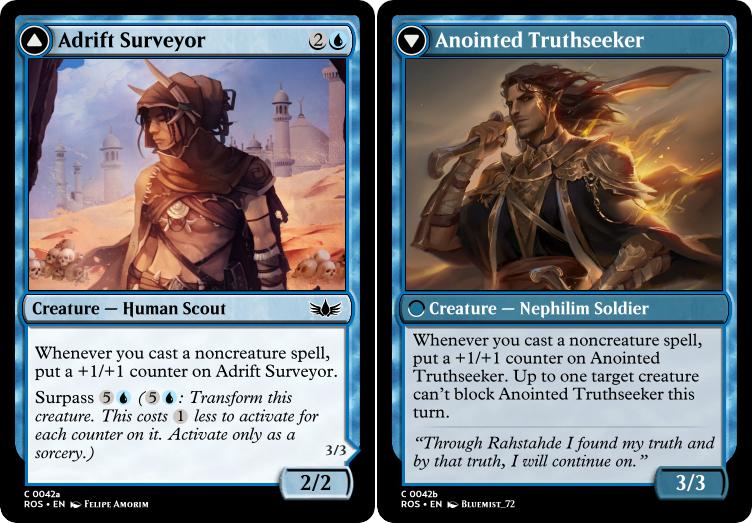 Adrift Surveyor 2
Creature — Human Scout
Whenever you cast a noncreature spell,
put a +1/+1 counter on Adrift Surveyor.
Surpass 5 (5: Transform this
creature. This costs 1 less to activate for
each counter on it. Activate only as a
sorcery.)
3/3
2/2
C 0042a
ROS • EN Felipe Amorim
Anointed Truthseeker
Creature — Nephilim Soldier
Whenever you cast a noncreature spell,
put a +1/+1 counter on Anointed
Truthseeker. Up to one target creature
can't block Anointed Truthseeker this
turn.
“Through Rahstahde I found my truth and
by that truth, I will continue on.”
3/3
C 0042b
ROS • EN Bluemist_72